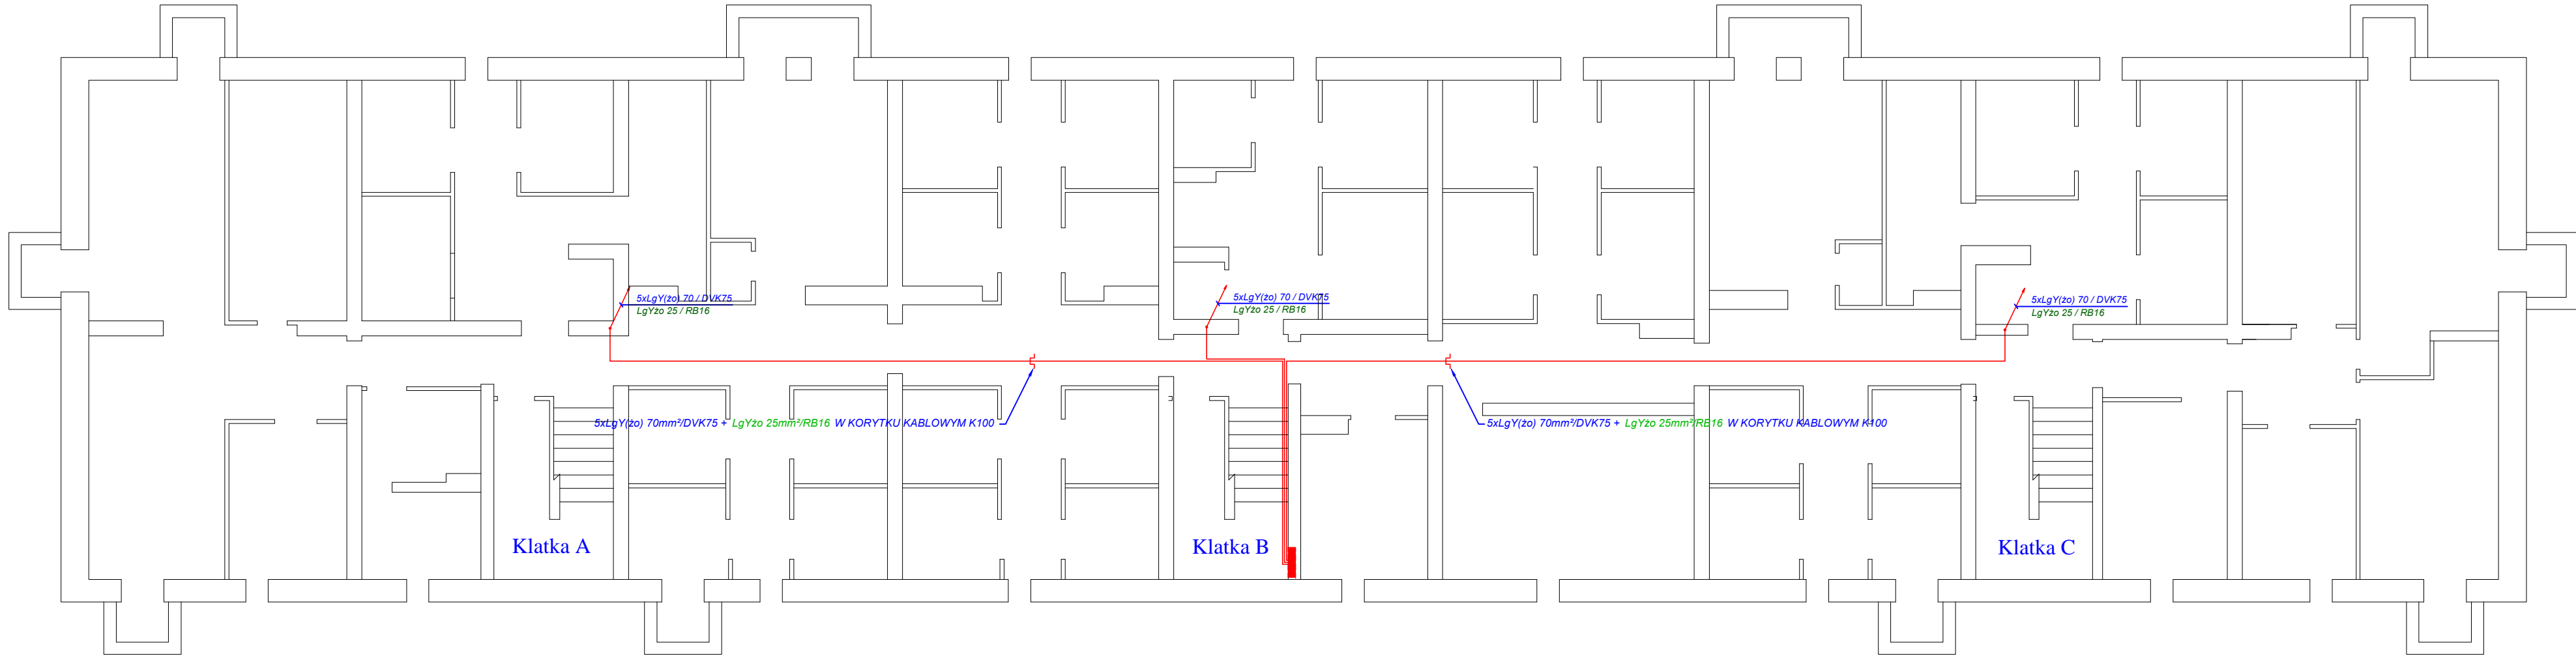 5xLgY(żo) 70 / DVK75
LgYżo 25 / RB16
5xLgY(żo) 70 / DVK75
LgYżo 25 / RB16
5xLgY(żo) 70 / DVK75
LgYżo 25 / RB16
5xLgY(żo) 70mm²/DVK75 + LgYżo 25mm²/RB16 W KORYTKU KABLOWYM K100
5xLgY(żo) 70mm²/DVK75 + LgYżo 25mm²/RB16 W KORYTKU KABLOWYM K100
Klatka A
Klatka B
Klatka C